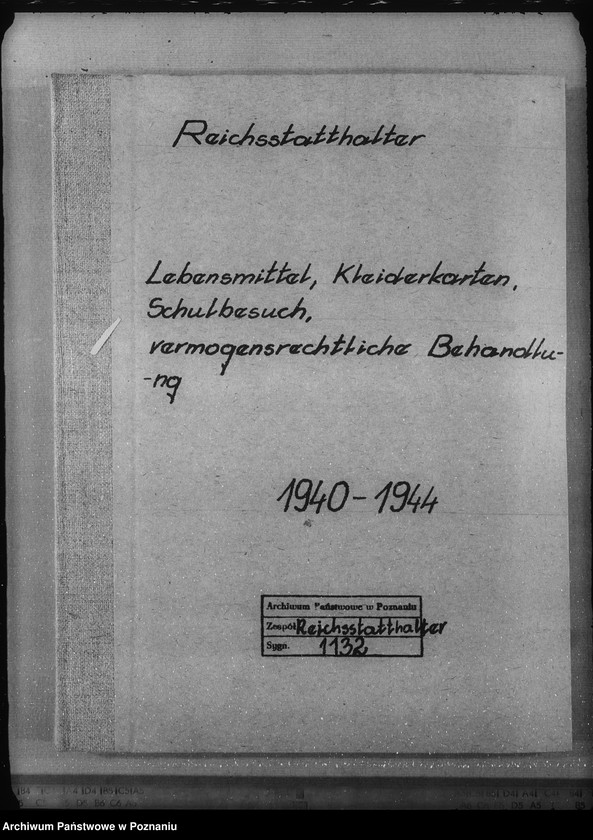 Reichsstatthalter
Lebensmittel, Kleiderkarten,
Schulbesuch,
vermogensrechtliche Behandlu-
-ng
1940-1944
Archiwum Państwowe w Poznaniu
Zespół Reichsstatthalter
Sygn. 1132
Archiwum Państwowe w Poznaniu